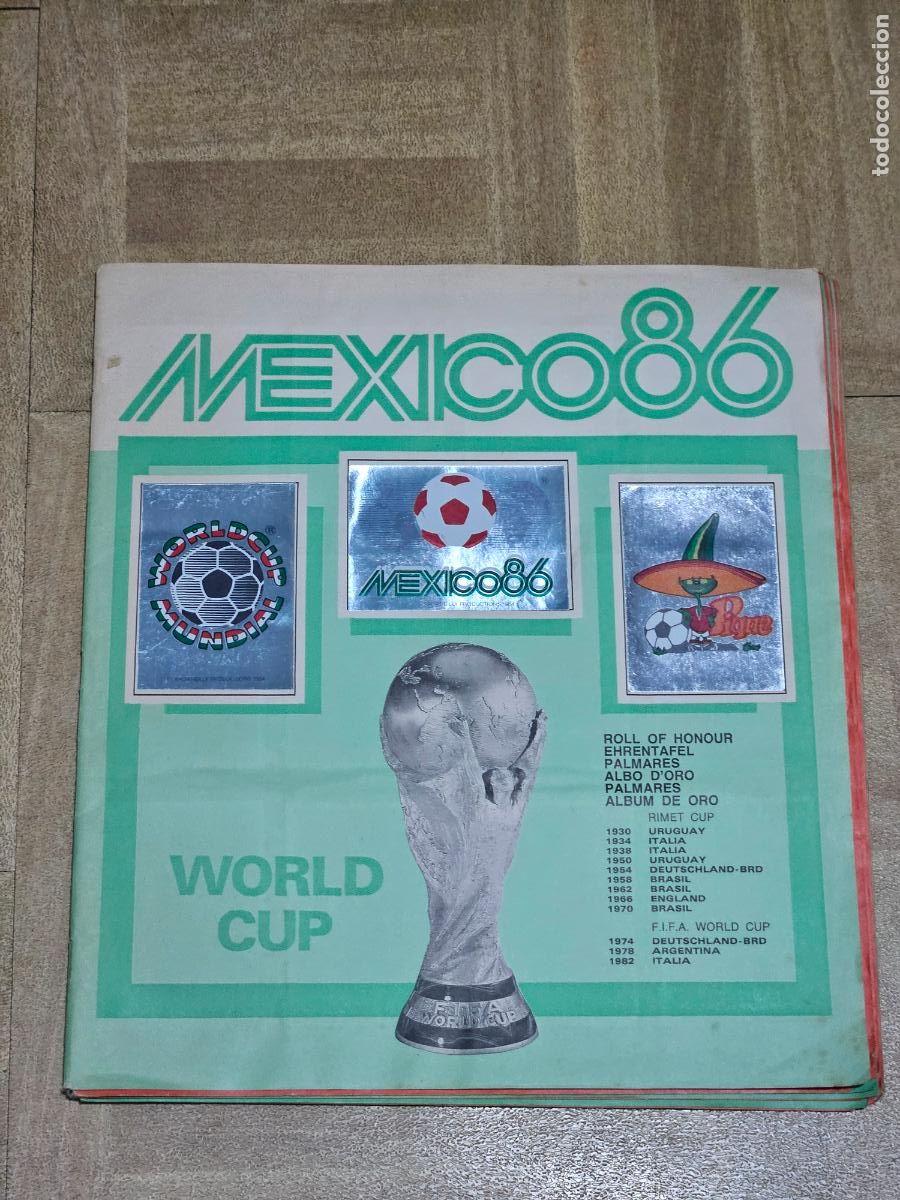 todocoleccion
MEXICO86
WORLD CUP
MUNDIAL
MEXICO86
Pique
ROLL OF HONOUR
EHRENTAFEL
PALMARES
ALBO D'ORO
PALMARES
ALBUM DE ORO
RIMET CUP
1930 URUGUAY
1934 ITALIA
1938 ITALIA
1950 URUGUAY
1954 DEUTSCHLAND-BRD
1958 BRASIL
1962 BRASIL
1966 ENGLAND
1970 BRASIL
F.I.F.A. WORLD CUP
1974 DEUTSCHLAND-BRD
1978 ARGENTINA
1982 ITALIA
WORLD
CUP
FIFA
WORLD CUP